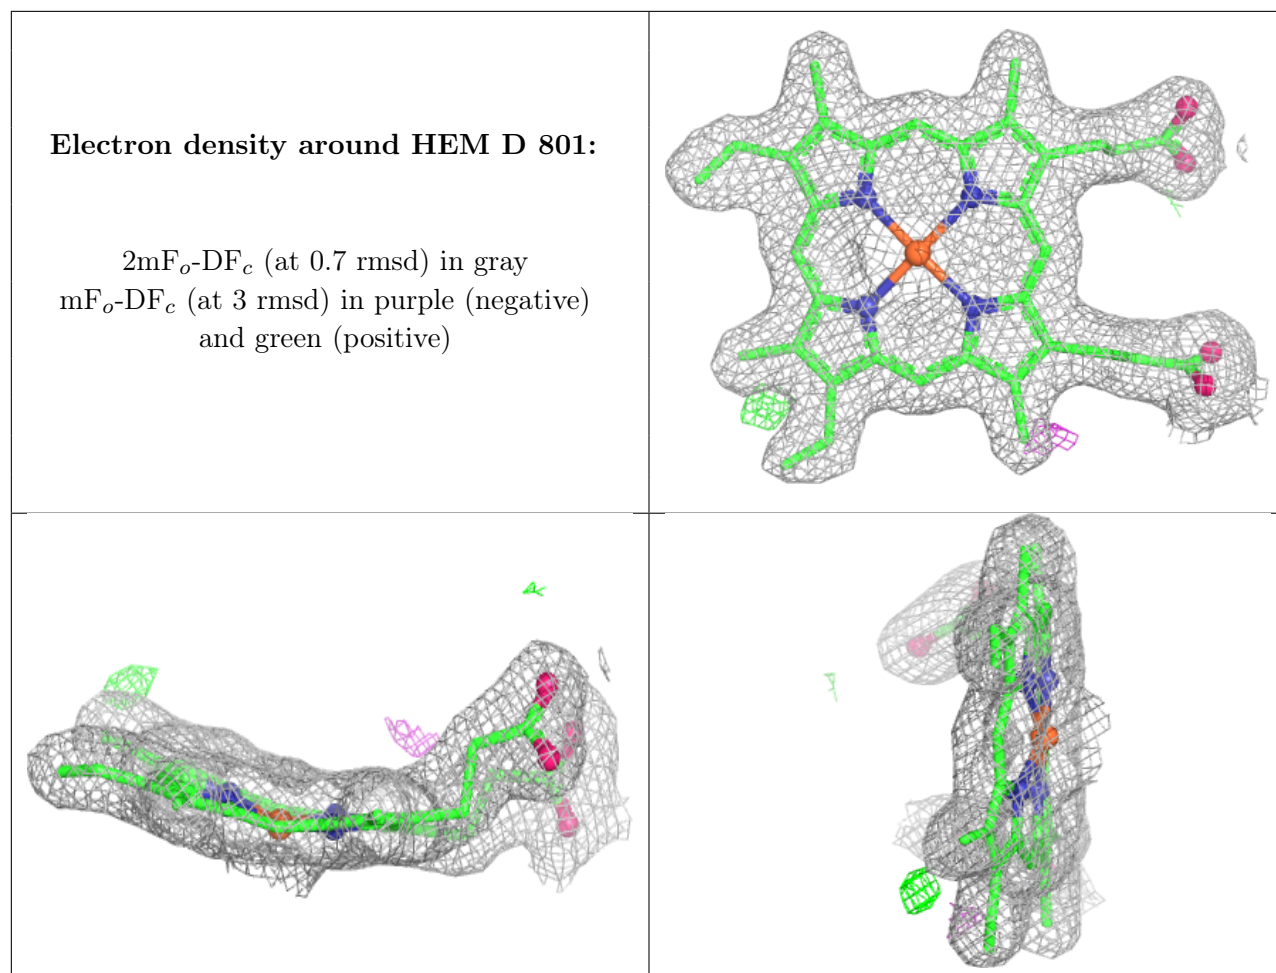 Electron density around HEM D 801:
2mFo-DFc (at 0.7 rmsd) in gray
mFo-DFc (at 3 rmsd) in purple (negative)
and green (positive)